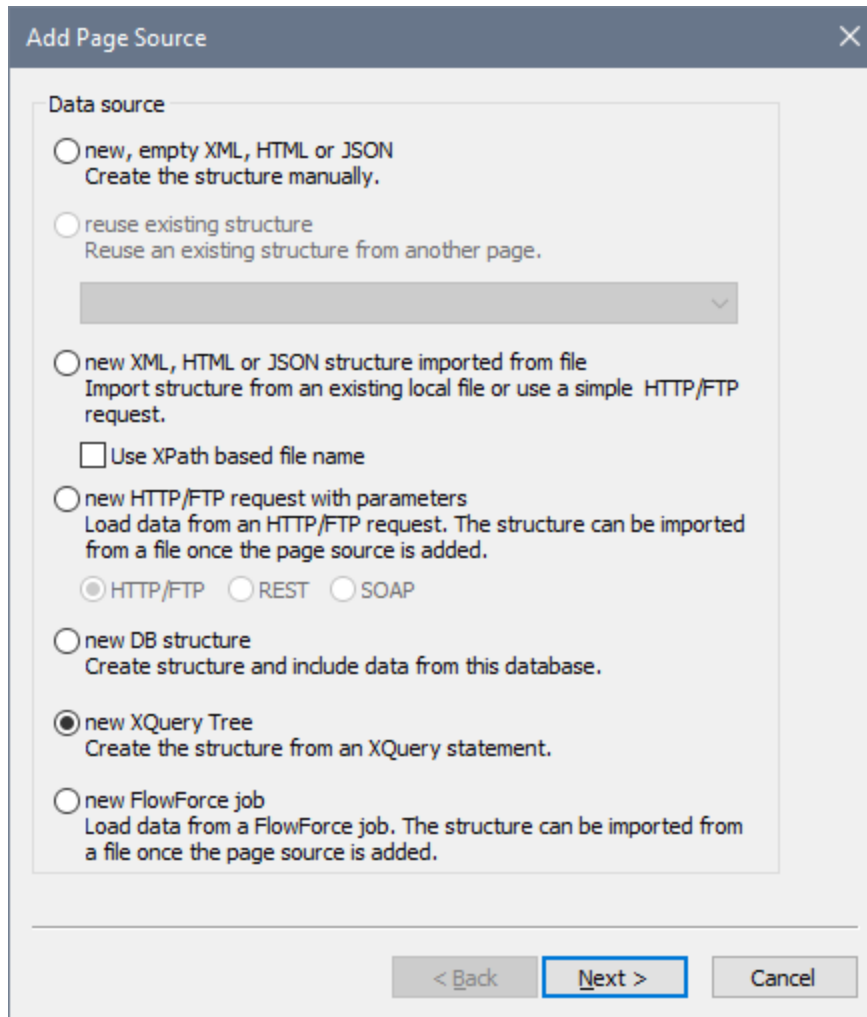 Add Page Source
Data source
new, empty XML, HTML or JSON
Create the structure manually.
reuse existing structure
Reuse an existing structure from another page.
new XML, HTML or JSON structure imported from file
Import structure from an existing local file or use a simple HTTP/FTP
request.
Use XPath based file name
new HTTP/FTP request with parameters
Load data from an HTTP/FTP request. The structure can be imported
from a file once the page source is added.
HTTP/FTP REST SOAP
new DB structure
Create structure and include data from this database.
new XQuery Tree
Create the structure from an XQuery statement.
new FlowForce job
Load data from a FlowForce job. The structure can be imported from
a file once the page source is added.
< Back Next > Cancel